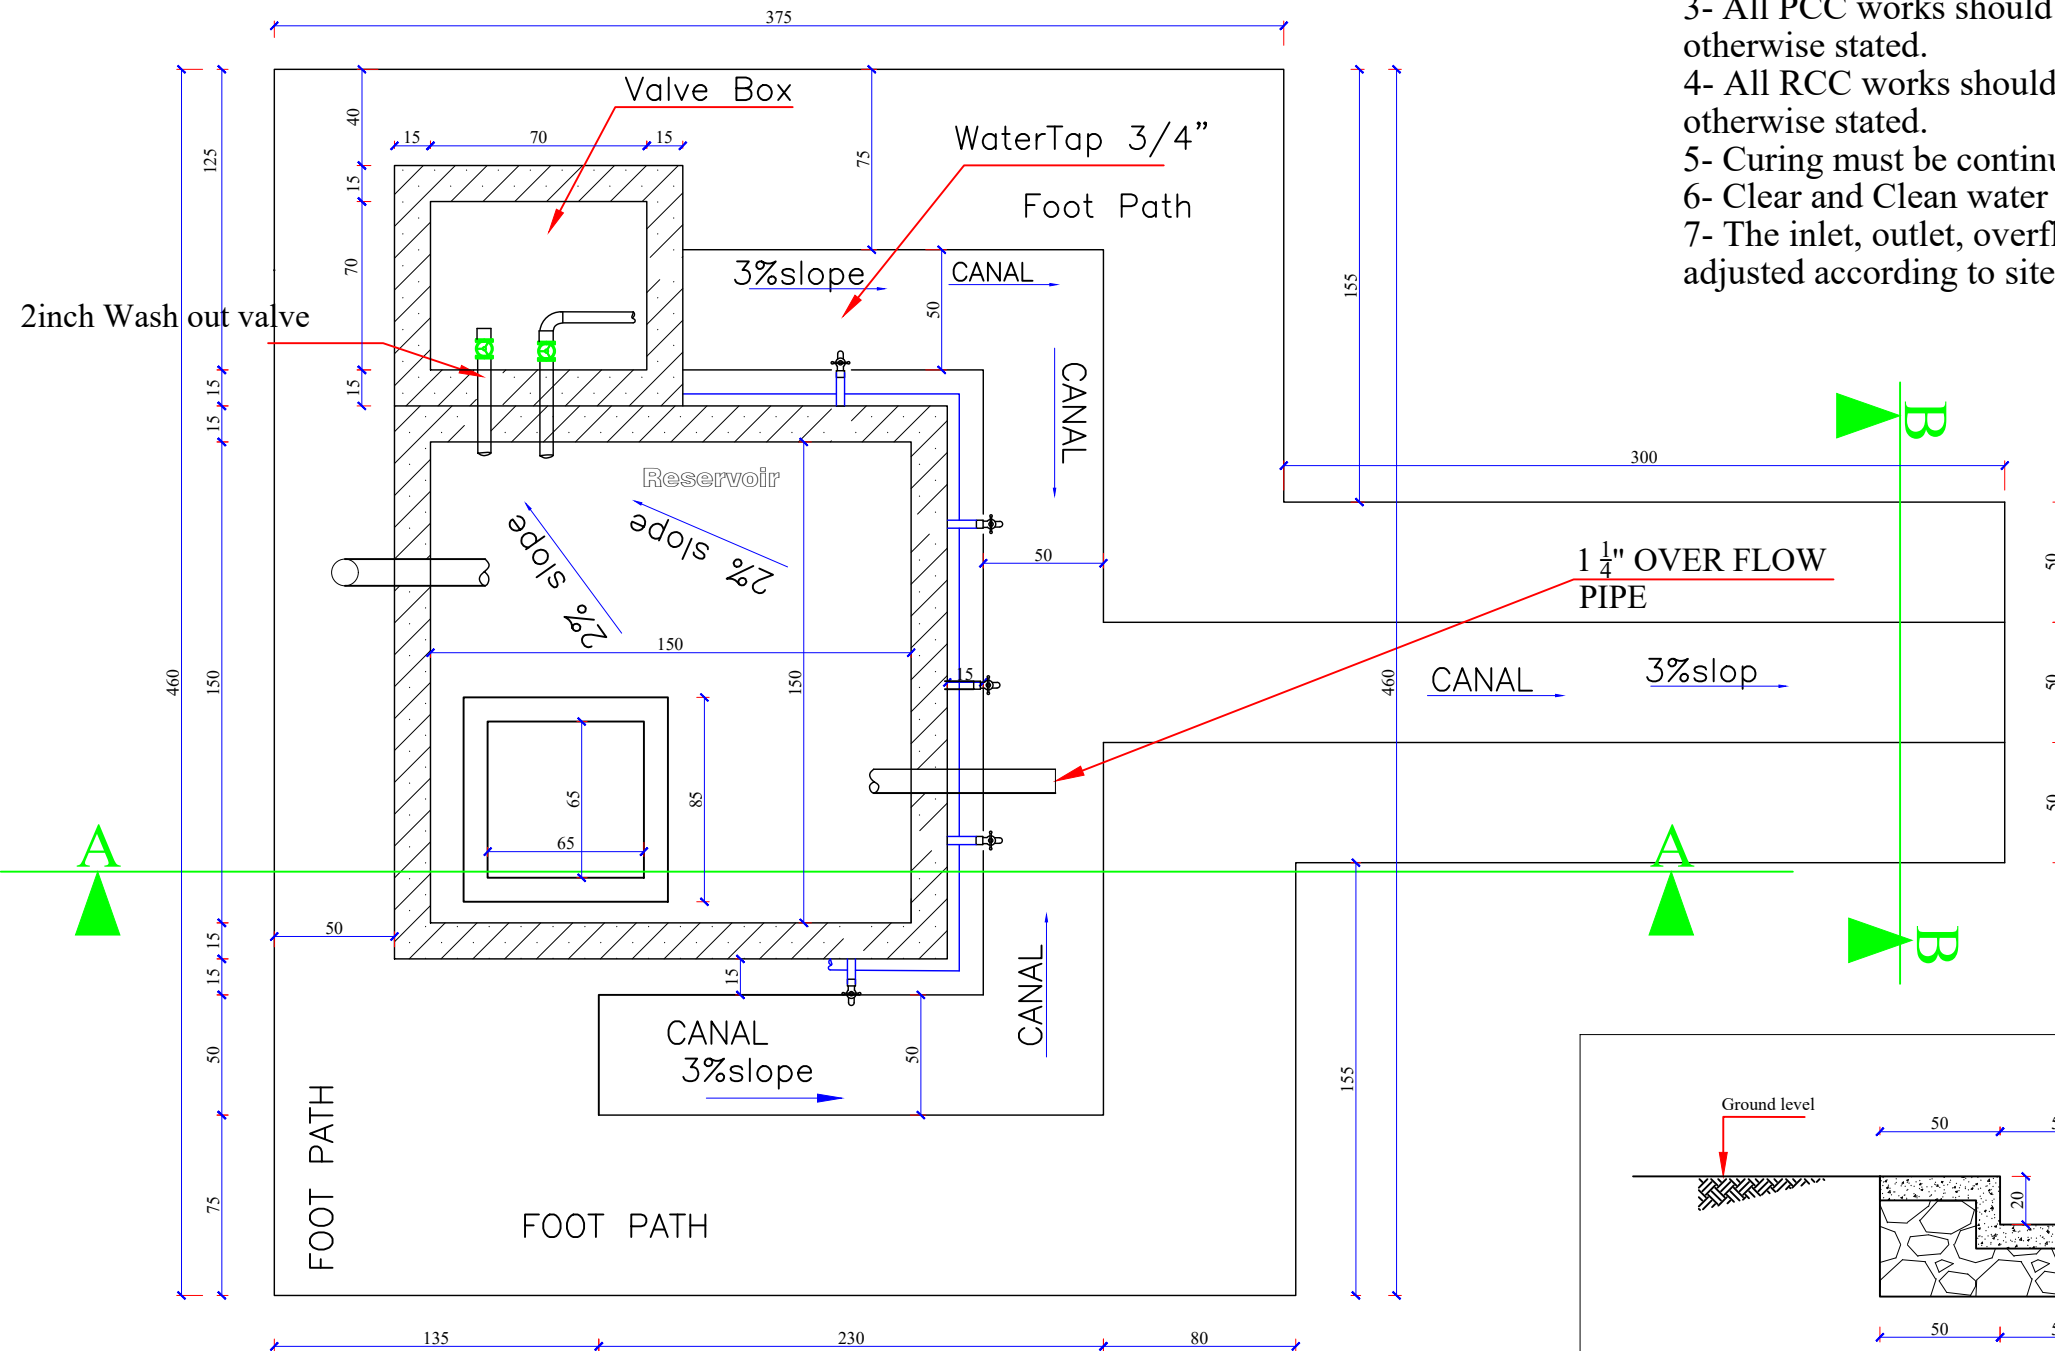 375
3- All PCC works should
otherwise stated.
4- All RCC works should
otherwise stated.
5- Curing must be continu
6- Clear and Clean water
7- The inlet, outlet, overfl
adjusted according to site
Valve Box
WaterTap 3/4”
Foot Path
40
15 70 15
125
75
15
70
3%slope
CANAL
155
50
2inch Wash out valve
15
15
15
CANAL
B
300
Reservoir
2% slope
2% slope
50
1 1/4" OVER FLOW
PIPE
50
150
460
150
150
15
460
CANAL
3%slop
50
65
85
65
50
A
A
50
15
15
15
B
CANAL
CANAL
3%slope
50
50
155
Ground level
50
20
FOOT PATH
FOOT PATH
75
135
230
80
50